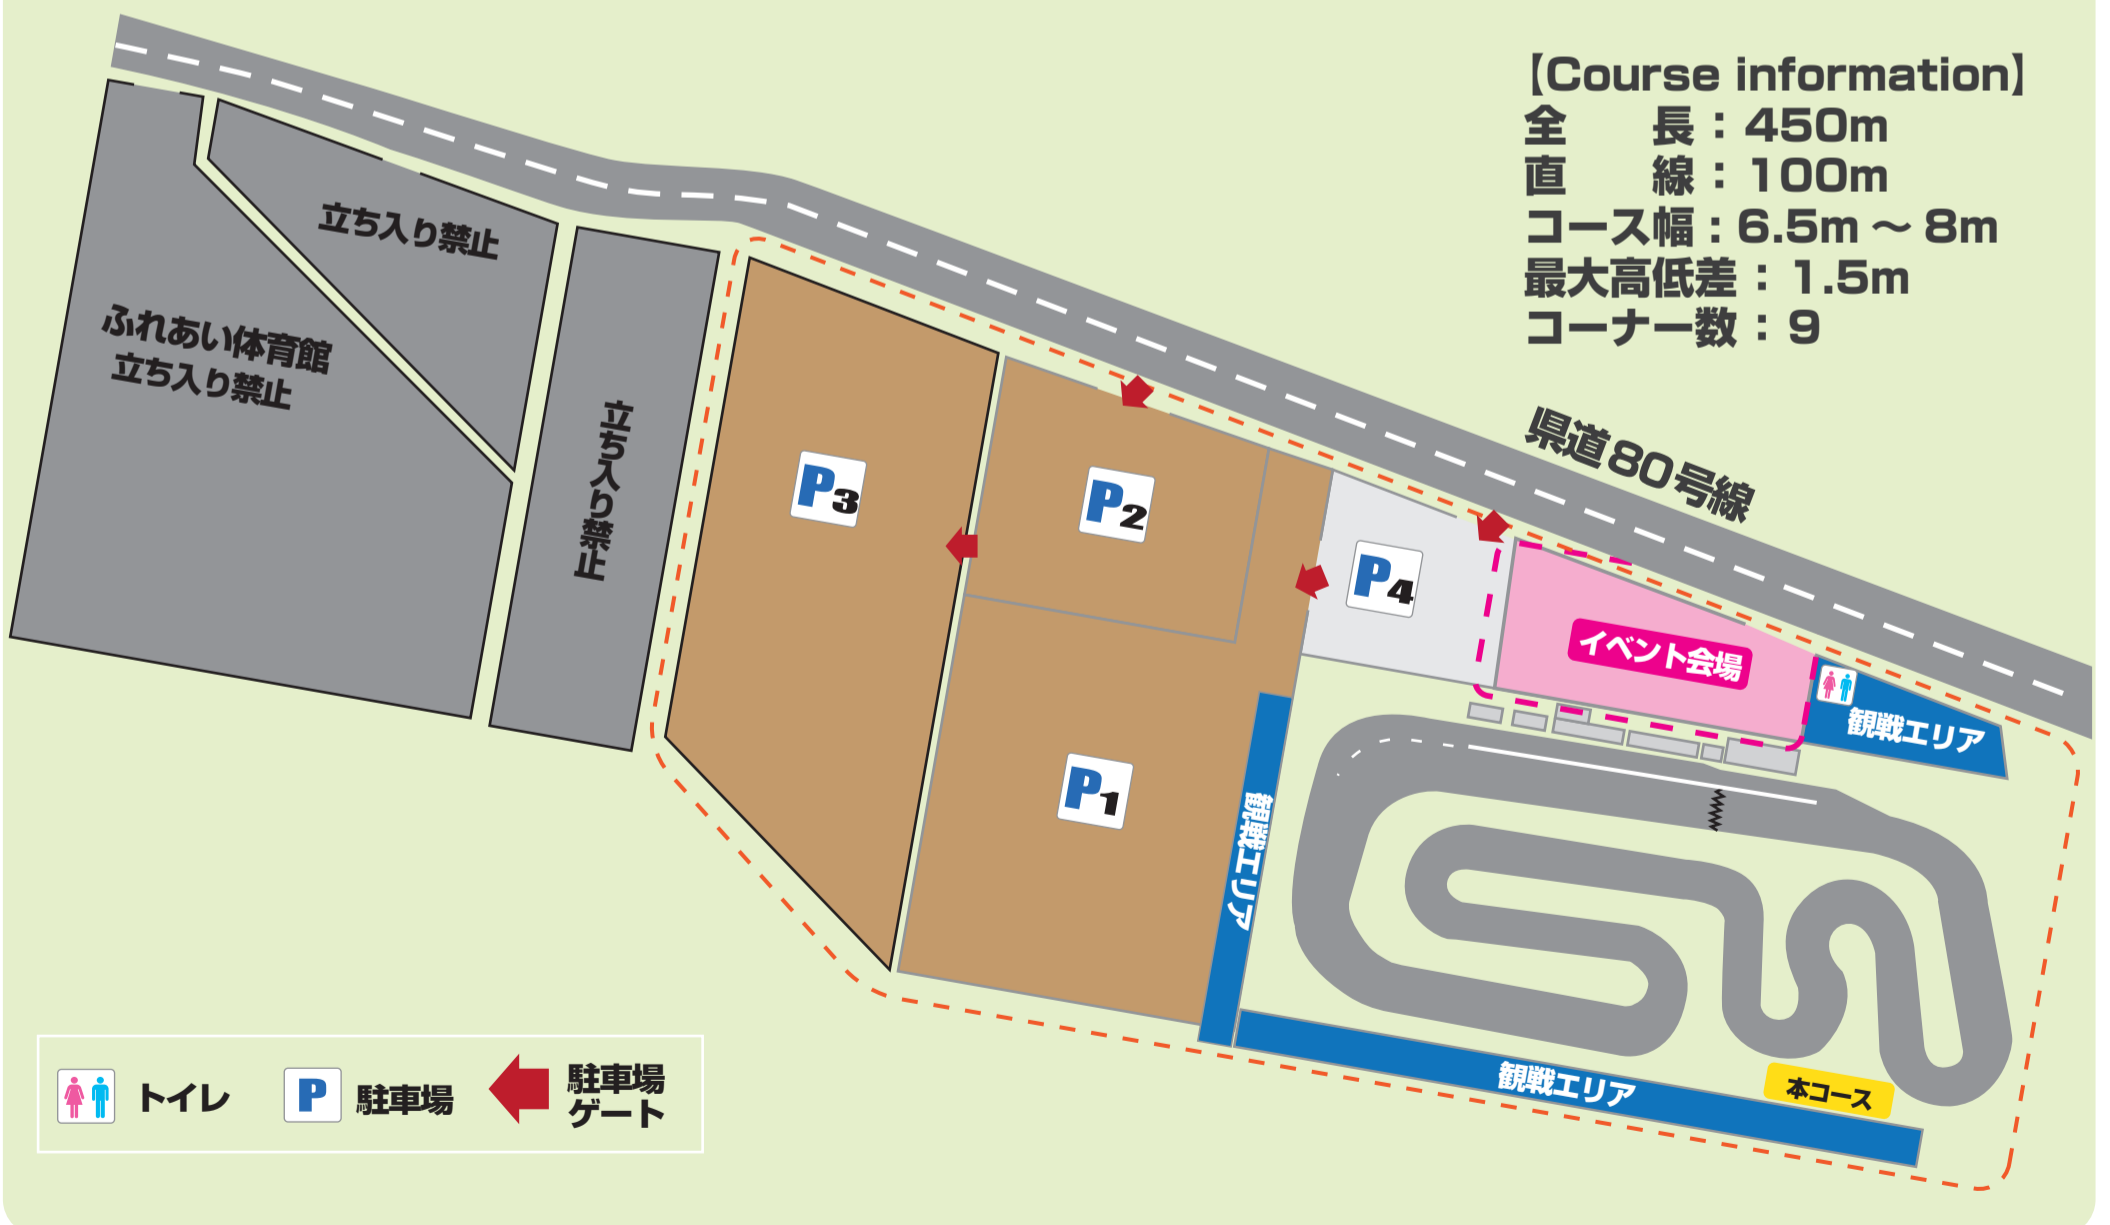 【Course information】
全　　長：450m
直　　線：100m
コース幅：6.5m～8m
最大高低差：1.5m
コーナー数：9
県道80号線
立ち入り禁止
ふれあい体育館
立ち入り禁止
立ち入り禁止
P3
P2
P4
P1
イベント会場
観戦エリア
観戦エリア
観戦エリア
本コース
トイレ
P
駐車場
駐車場
ゲート